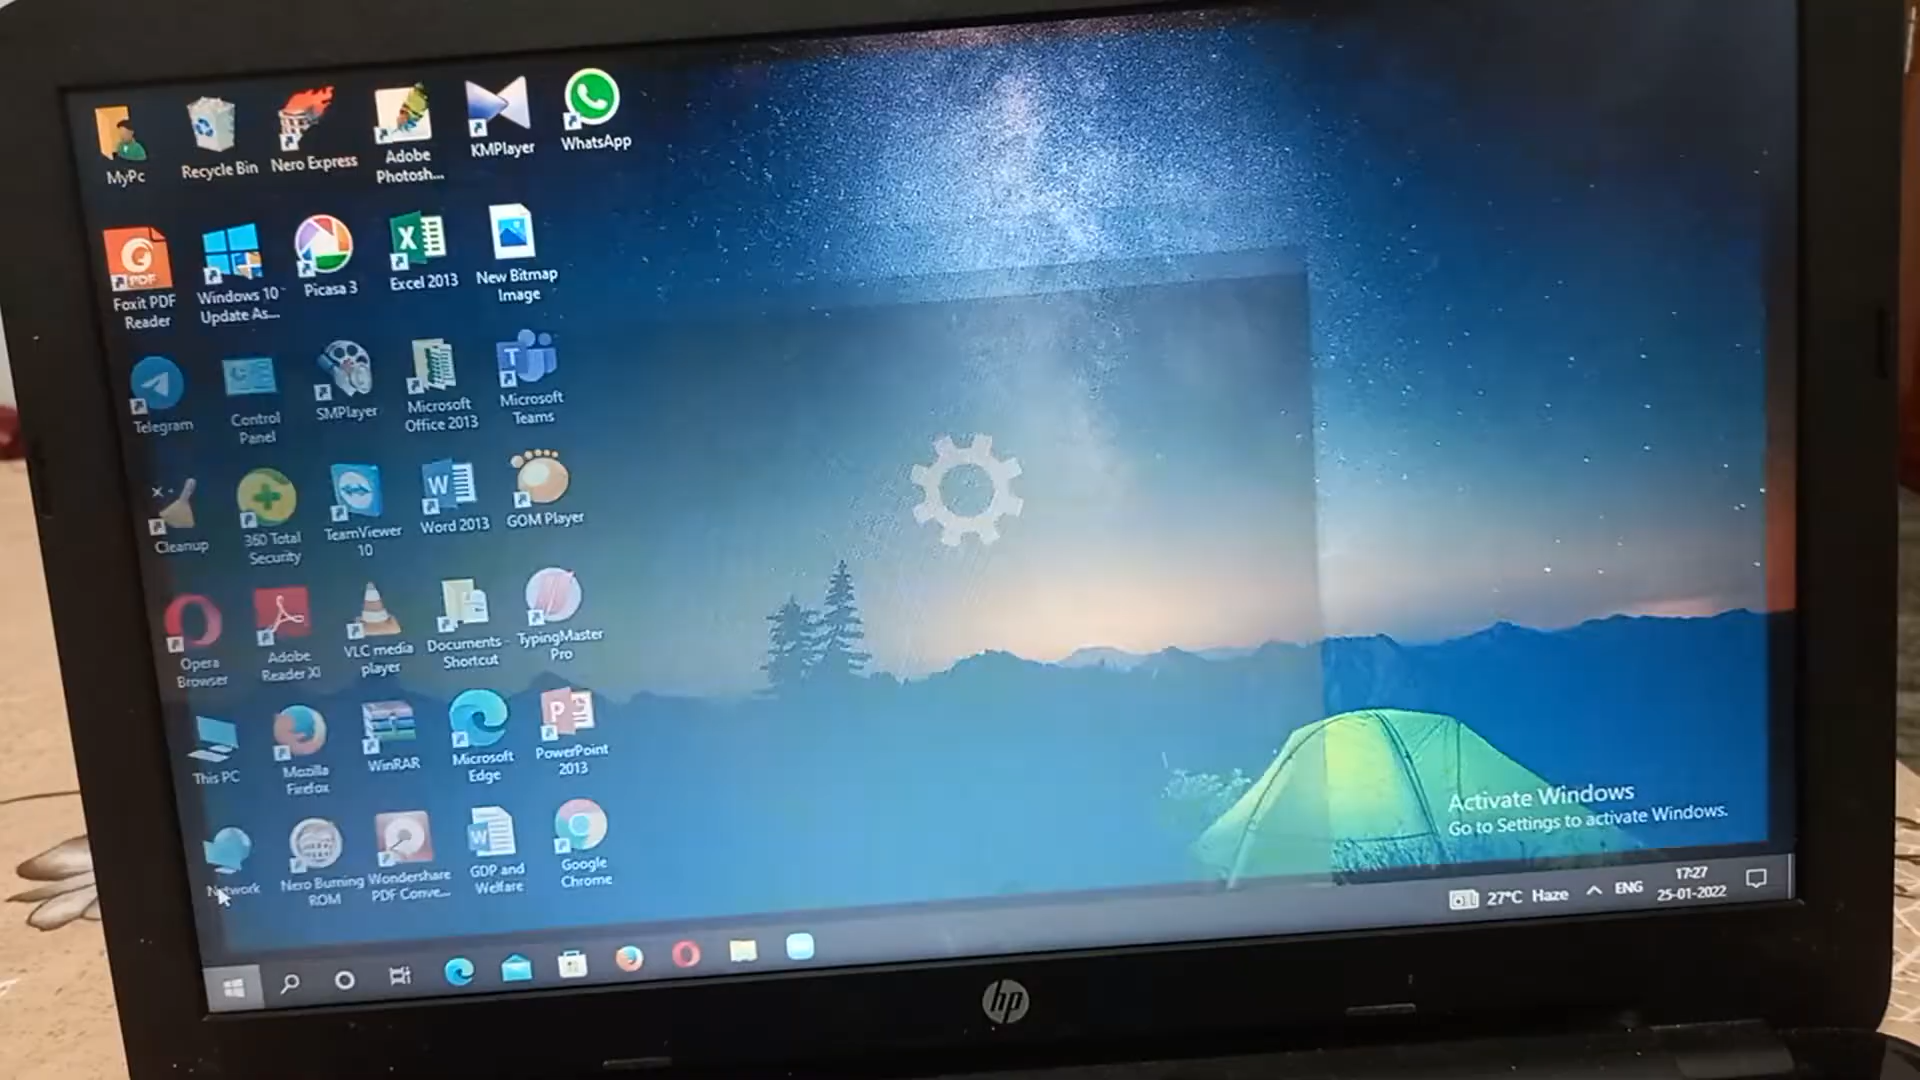 MyPc
Recycle Bin
Nero Express
Adobe
Photosh...
KMPlayer
WhatsApp
PDF
Foxit PDF
Reader
Windows 10
Update As...
Picasa 3
X
Excel 2013
New Bitmap
Image
Telegram
Control
Panel
SMPlayer
Microsoft
Office 2013
T
Microsoft
Teams
Cleanup
360 Total
Security
TeamViewer
10
W
Word 2013
GOM Player
Opera
Browser
Adobe
Reader XI
VLC media
player
Documents -
Shortcut
TypingMaster
Pro
This PC
Mozilla
Firefox
WinRAR
Microsoft
Edge
P
PowerPoint
2013
Network
Nero Burning
ROM
Wondershare
PDF Conve...
W
GDP and
Welfare
Google
Chrome
Activate Windows
Go to Settings to activate Windows.
27°C Haze
ENG
17:27
25-01-2022
hp